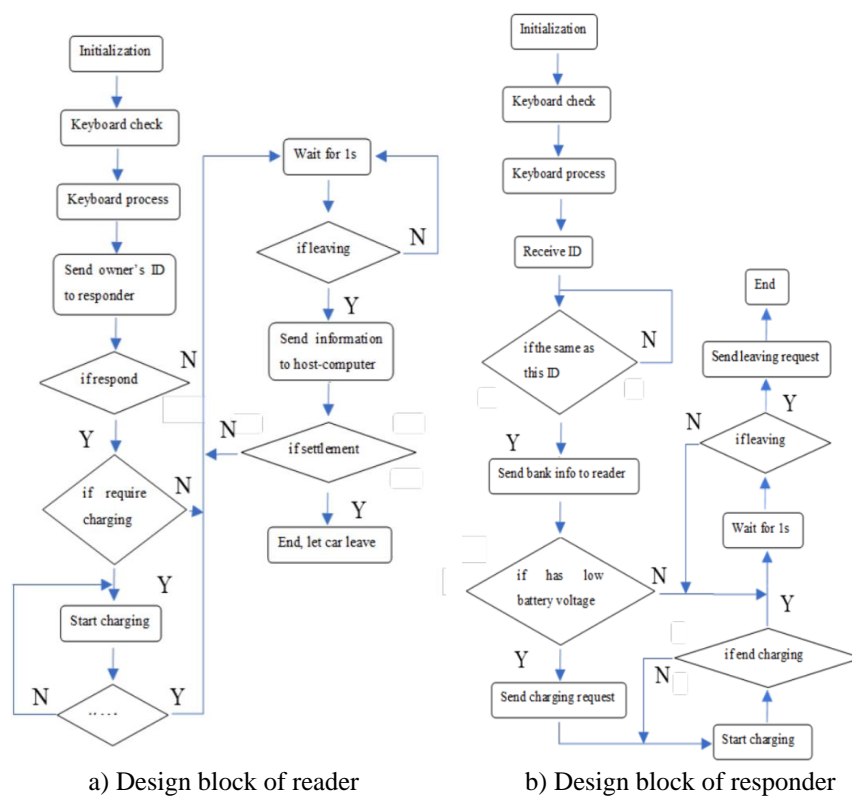 Initialization
Keyboard check
Keyboard process
Send owner's ID
to responder
if respond
N
Y
if require
charging
N
Y
Start charging
N
Y
Wait for 1s
if leaving
N
Y
Send information
to host-computer
if settlement
N
Y
End, let car leave
a) Design block of reader
Initialization
Keyboard check
Keyboard process
Receive ID
if the same as
this ID
Y
Send bank info to reader
if has low
battery voltage
N
Y
Send charging request
End
Send leaving request
Y
N
if leaving
Wait for 1s
Y
if end charging
N
Start charging
b) Design block of responder